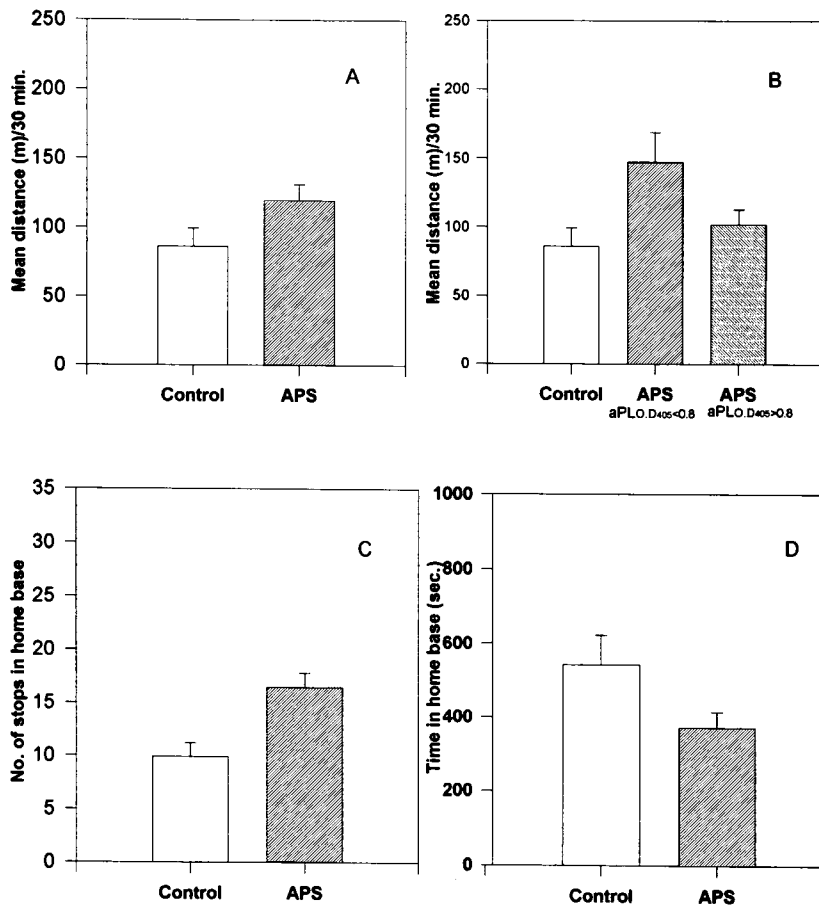 Mean distance (m)/30 min.
250
200
150
100
50
0
A
Control
APS
Mean distance (m)/30 min.
250
200
150
100
50
0
B
Control
APS
aPLO.D405<0.8
APS
aPLO.D405>0.8
No. of stops in home base
35
30
25
20
15
10
5
0
C
Control
APS
Time in home base (sec.)
1000
800
600
400
200
0
D
Control
APS